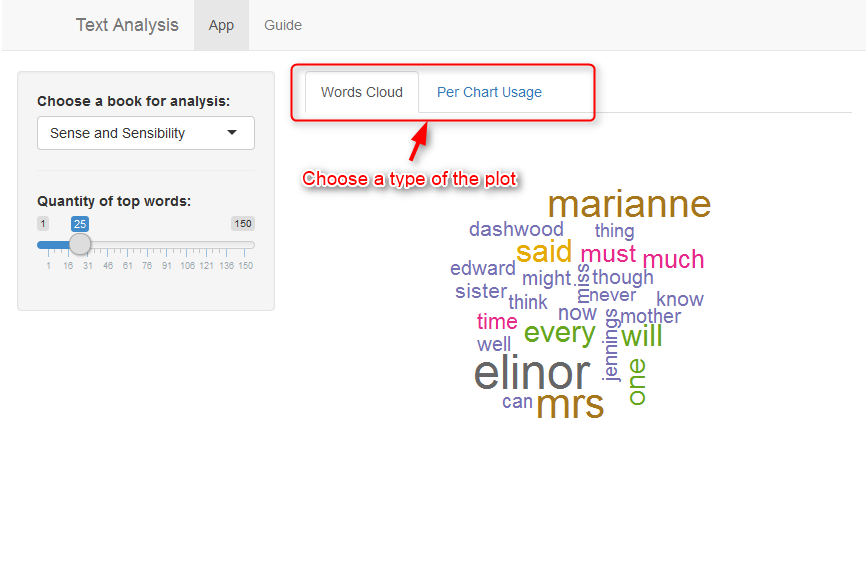 Text Analysis App Guide
Choose a book for analysis:
Sense and Sensibility
Quantity of top words:
1 25 150
1 16 31 46 61 76 91 106 121 136 150
Words Cloud Per Chart Usage
Choose a type of the plot
marianne
dashwood thing
said must much
edward might miss though
sister think never know
time now mother
every will
well jennings
elinor one
can mrs